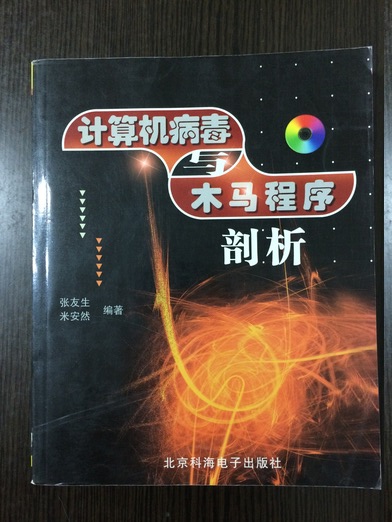 计算机病毒
与
木马程序
剖析
张友生
米安然 编著
北京科海电子出版社